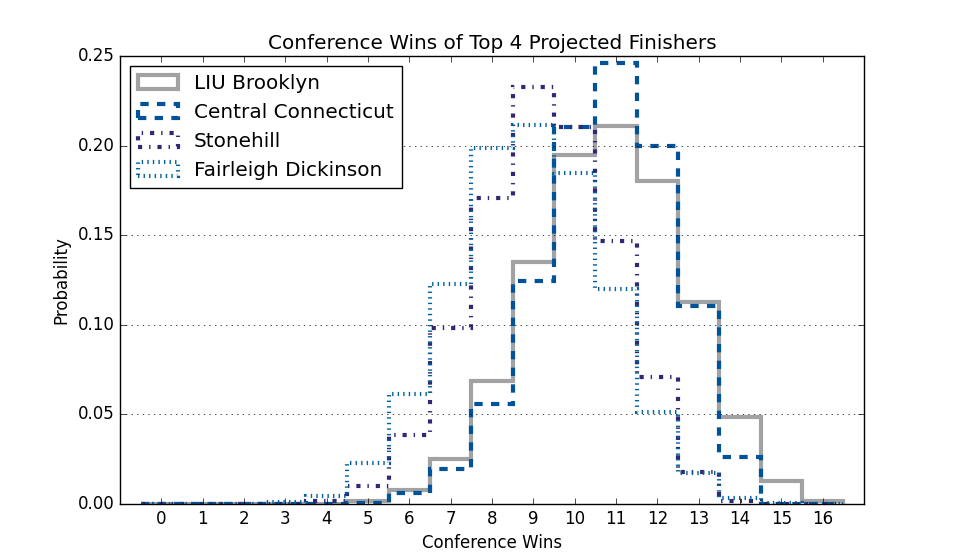 Conference Wins of Top 4 Projected Finishers
0.25
0.20
0.15
0.10
0.05
0.00
Probability
LIU Brooklyn
Central Connecticut
Stonehill
Fairleigh Dickinson
0 1 2 3 4 5 6 7 8 9 10 11 12 13 14 15 16
Conference Wins